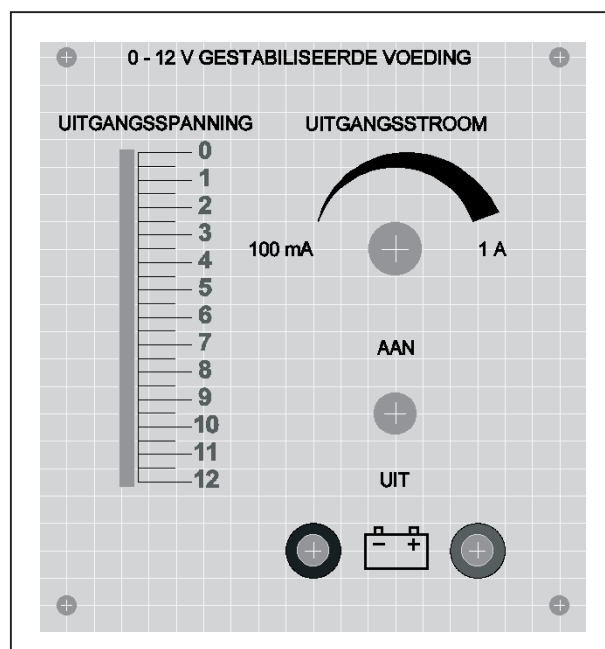 0 - 12 V GESTABILISEERDE VOEDING
UITGANGSSPANNING
0
1
2
3
4
5
6
7
8
9
10
11
12
UITGANGSSTROOM
100 mA
1 A
AAN
UIT
- +